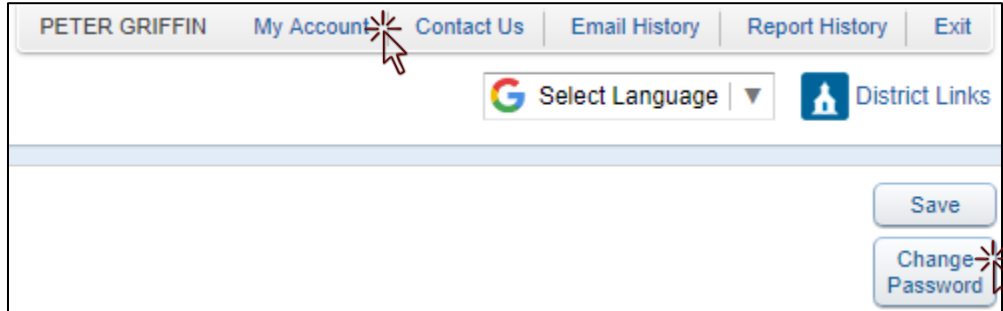 PETER GRIFFIN My Account Contact Us Email History Report History Exit
Select Language ▼ District Links
Save
Change
Password